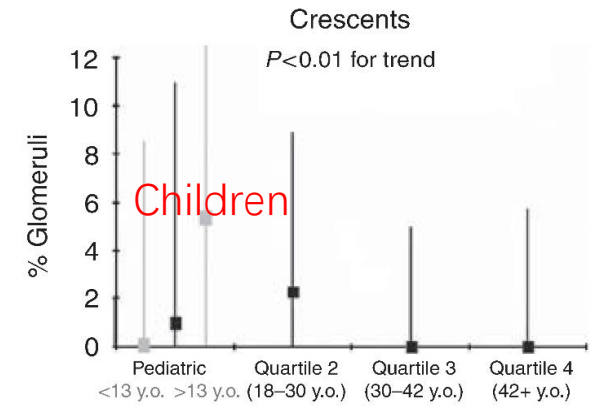 Crescents
P<0.01 for trend
% Glomeruli
12
10
8
6
4
2
0
Children
Pediatric
<13 y.o. >13 y.o.
Quartile 2
(18–30 y.o.)
Quartile 3
(30–42 y.o.)
Quartile 4
(42+ y.o.)